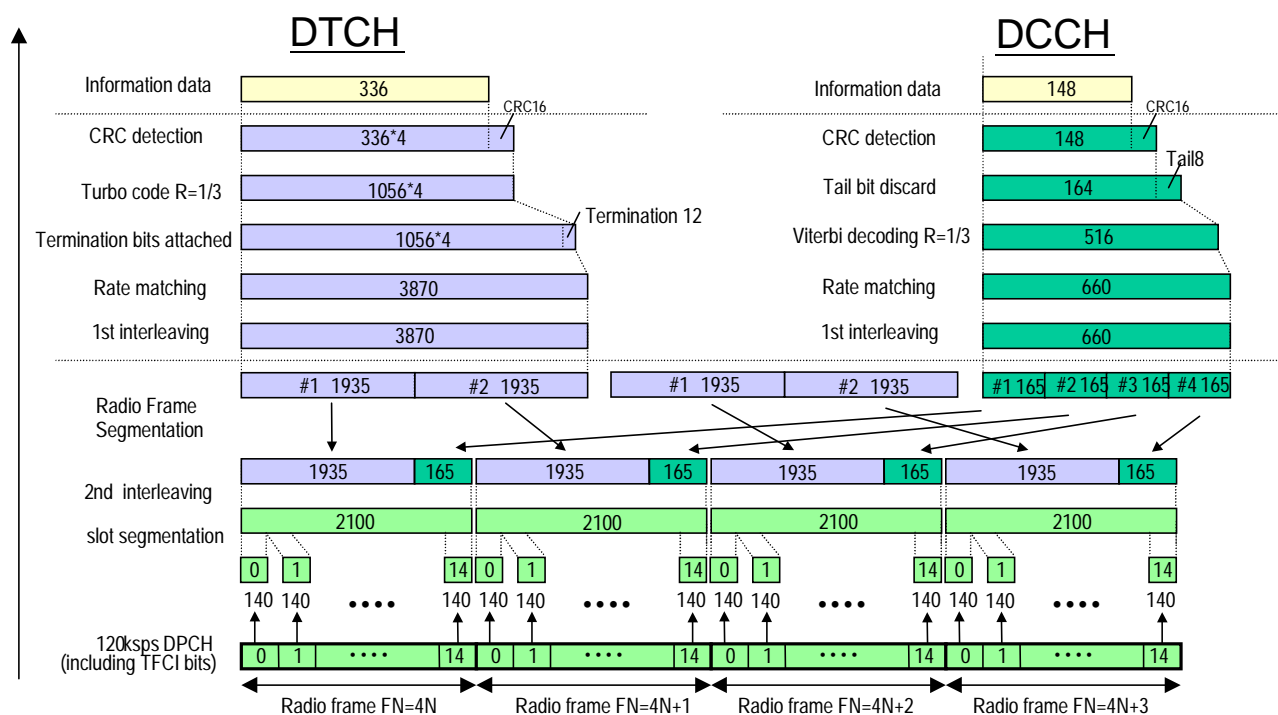 DTCH DCCH
Information data 336 Information data 148
CRC16 CRC16
CRC detection 336*4 CRC detection 148
Tail8
Turbo code R=1/3 1056*4 Tail bit discard 164
Termination 12
Termination bits attached 1056*4 Viterbi decoding R=1/3 516
Rate matching 3870 Rate matching 660
1st interleaving 3870 1st interleaving 660
#1 1935 #2 1935 #1 1935 #2 1935 #1 165 #2 165 #3 165 #4 165
Radio Frame
Segmentation
1935 165 1935 165 1935 165 1935 165
2nd interleaving
2100 2100 2100 2100
slot segmentation
0 1 14 0 1 14 0 1 14 0 1 14
140 140 •••• 140 140 140 •••• 140 140 140 •••• 140 140 140 •••• 140
120ksps DPCH
(including TFCI bits)
0 1 •••• 14 0 1 •••• 14 0 1 •••• 14 0 1 •••• 14
Radio frame FN=4N Radio frame FN=4N+1 Radio frame FN=4N+2 Radio frame FN=4N+3